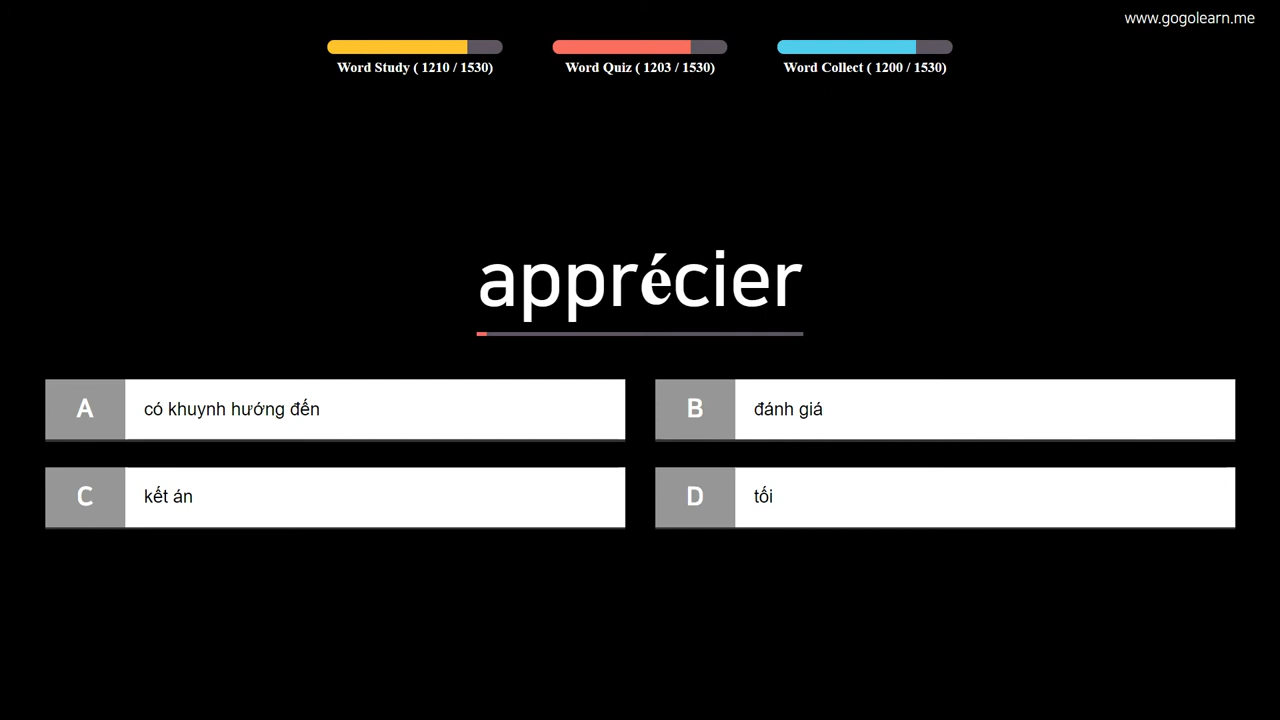 www.gogolearn.me
Word Study ( 1210 / 1530)
Word Quiz ( 1203 / 1530)
Word Collect ( 1200 / 1530)
apprécier
A có khuynh hướng đến
B đánh giá
C kết án
D tối